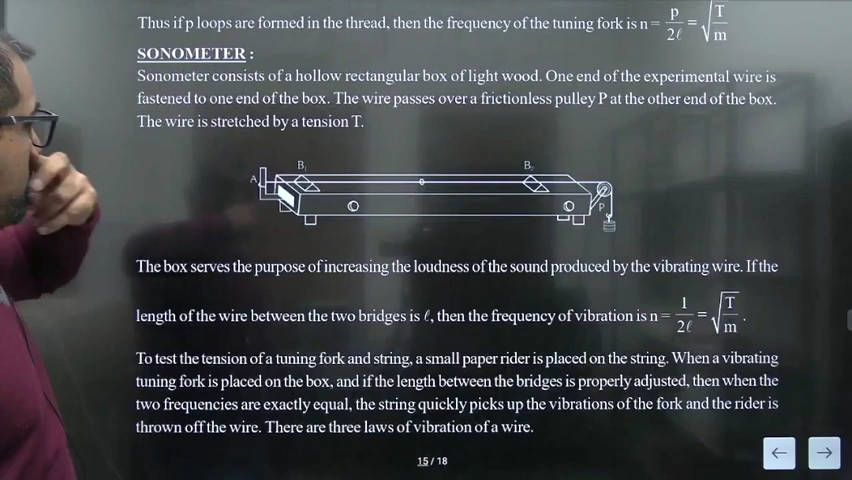 Thus if p loops are formed in the thread, then the frequency of the tuning fork is n = p/2ℓ = √T/m
SONOMETER :
Sonometer consists of a hollow rectangular box of light wood. One end of the experimental wire is
fastened to one end of the box. The wire passes over a frictionless pulley P at the other end of the box.
The wire is stretched by a tension T.
A B₁ B₂ P
The box serves the purpose of increasing the loudness of the sound produced by the vibrating wire. If the
length of the wire between the two bridges is ℓ, then the frequency of vibration is n = 1/2ℓ = √T/m .
To test the tension of a tuning fork and string, a small paper rider is placed on the string. When a vibrating
tuning fork is placed on the box, and if the length between the bridges is properly adjusted, then when the
two frequencies are exactly equal, the string quickly picks up the vibrations of the fork and the rider is
thrown off the wire. There are three laws of vibration of a wire.
15 / 18